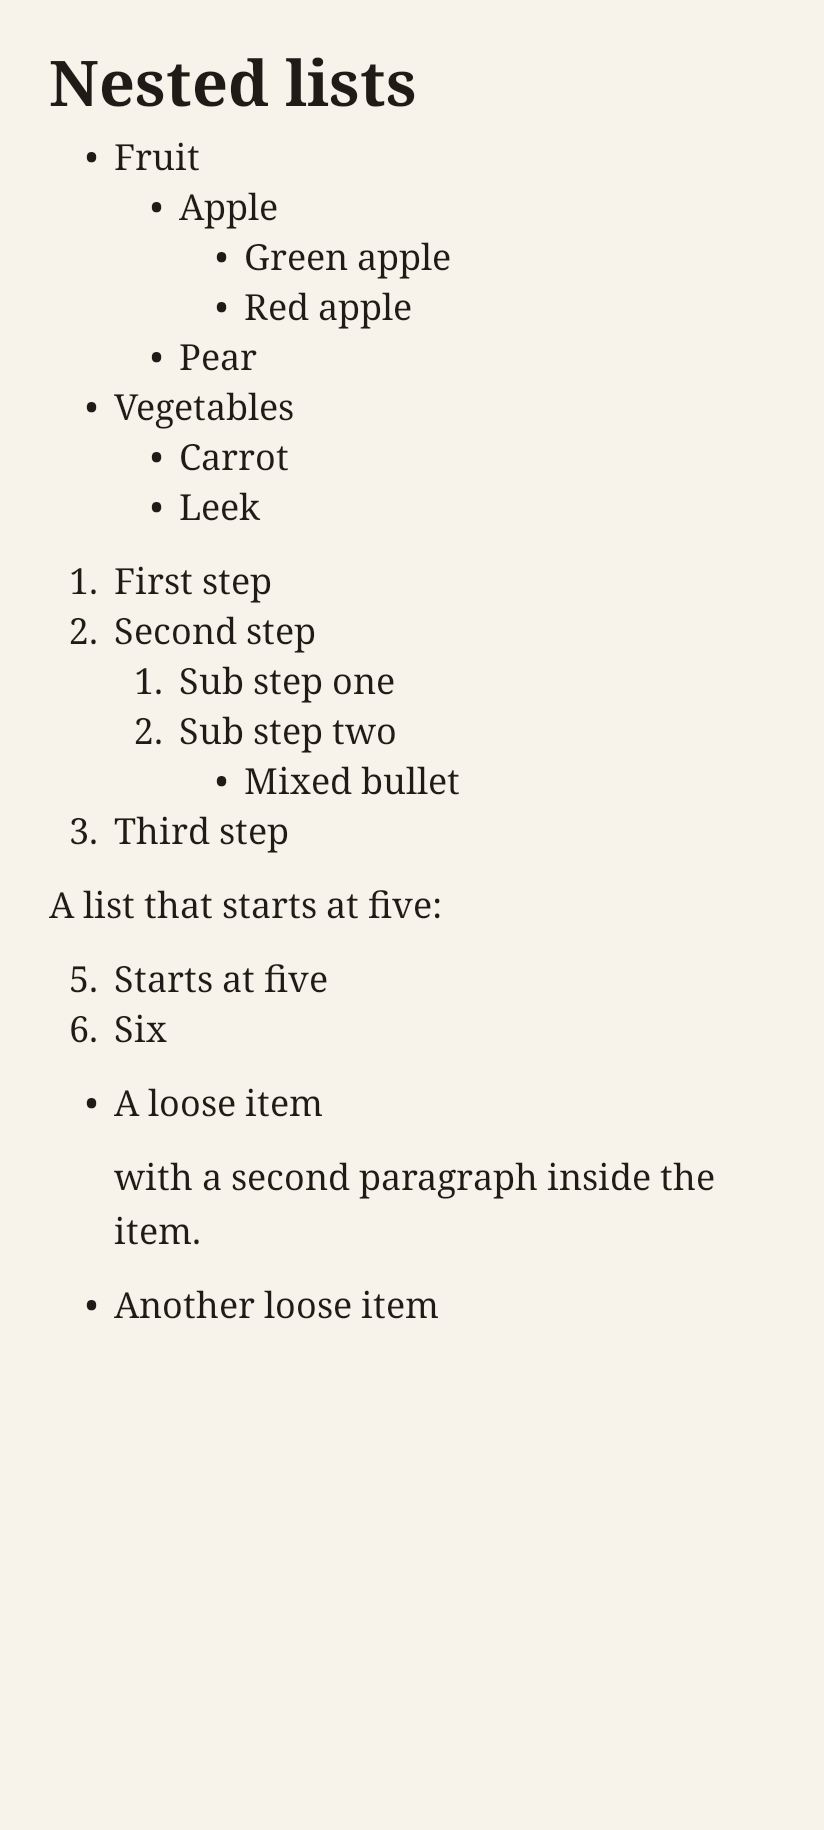 Nested lists
• Fruit
• Apple
• Green apple
• Red apple
• Pear
• Vegetables
• Carrot
• Leek
1. First step
2. Second step
1. Sub step one
2. Sub step two
• Mixed bullet
3. Third step
A list that starts at five:
5. Starts at five
6. Six
• A loose item
with a second paragraph inside the
item.
• Another loose item